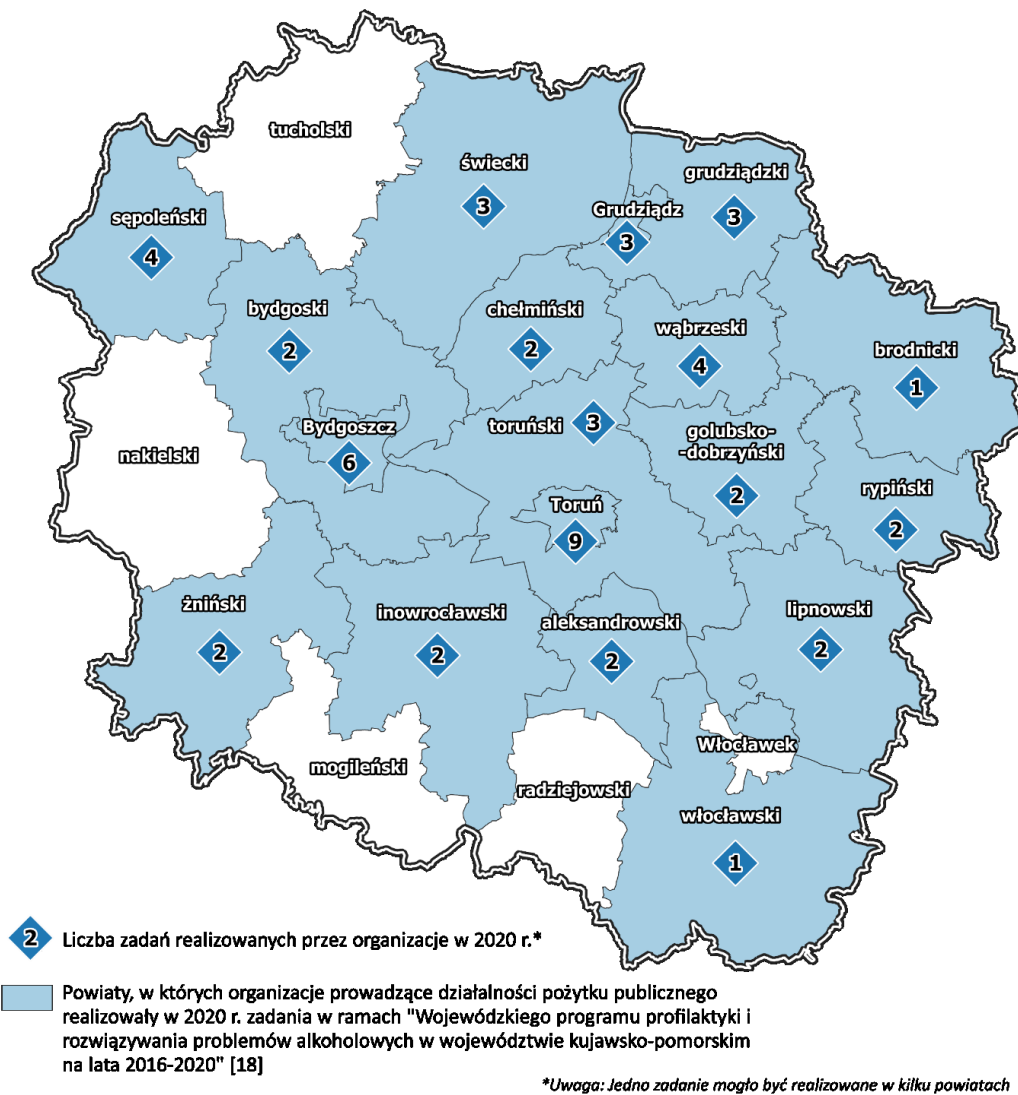 tucholski
świecki
3
grudziądzki
3
Grudziądz
3
sępoleński
4
bydgoski
2
chełmiński
2
wąbrzeski
4
brodnicki
1
Bydgoszcz
6
toruński
3
golubsko-
-dobrzyński
2
nakielski
rypiński
2
Toruń
9
żniński
2
inowrocławski
2
aleksandrowski
2
lipnowski
2
Włocławek
mogileński
radziejowski
włocławski
1
2
Liczba zadań realizowanych przez organizacje w 2020 r.*
Powiaty, w których organizacje prowadzące działalności pożytku publicznego
realizowały w 2020 r. zadania w ramach "Wojewódzkiego programu profilaktyki i
rozwiązywania problemów alkoholowych w województwie kujawsko-pomorskim
na lata 2016-2020" [18]
*Uwaga: Jedno zadanie mogło być realizowane w kilku powiatach